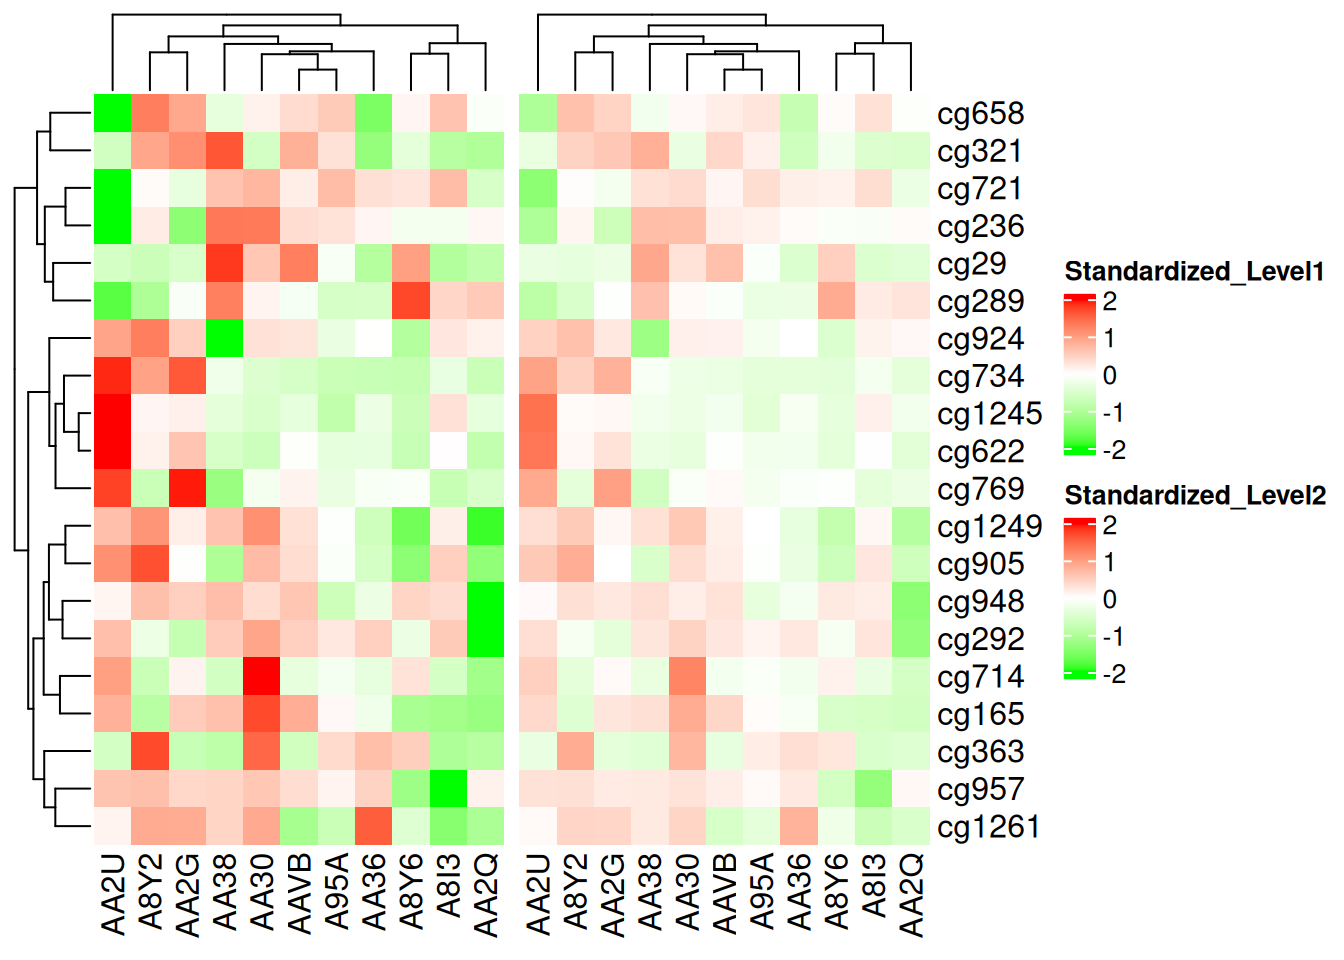 cg658
cg321
cg721
cg236
cg29
cg289
cg924
cg734
cg1245
cg622
cg769
cg1249
cg905
cg948
cg292
cg714
cg165
cg363
cg957
cg1261
AA2U A8Y2 AA2G AA38 AA30 AAVB A95A AA36 A8Y6 A8I3 AA2Q AA2U A8Y2 AA2G AA38 AA30 AAVB A95A AA36 A8Y6 A8I3 AA2Q
Standardized_Level1
2
1
0
-1
-2
Standardized_Level2
2
1
0
-1
-2